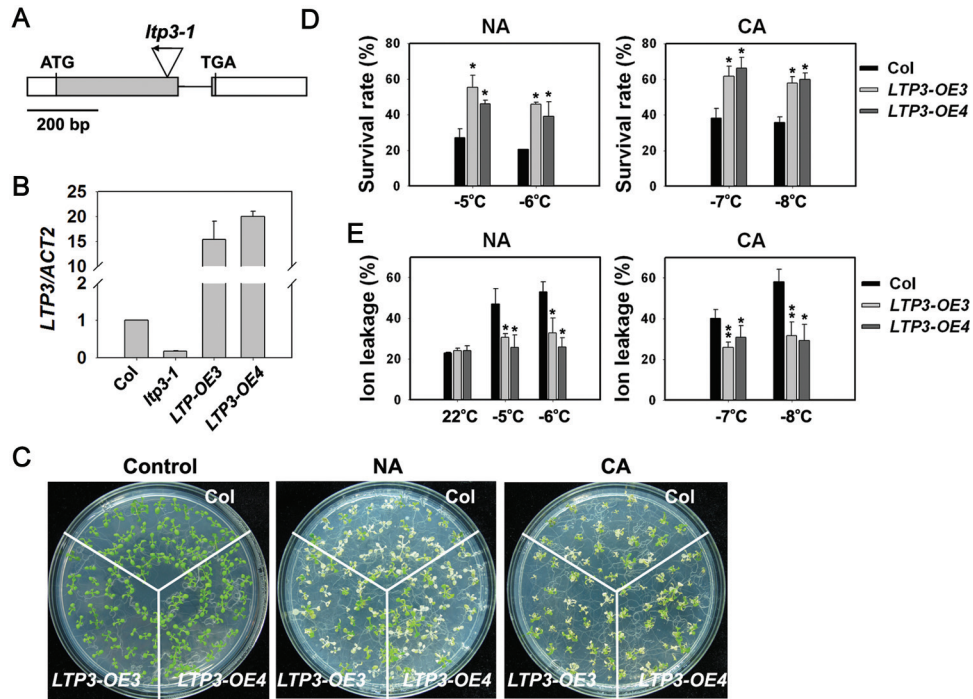 A
ltp3-1
ATG
TGA
200 bp
B
LTP3/ACT2
25
20
15
10
2
1
0
Col
ltp3-1
LTP-OE3
LTP3-OE4
C
Control
NA
CA
Col
LTP3-OE3
LTP3-OE4
Col
LTP3-OE3
LTP3-OE4
Col
LTP3-OE3
LTP3-OE4
D
NA
Survival rate (%)
80
60
40
20
0
* * * *
-5°C
-6°C
CA
Survival rate (%)
80
60
40
20
0
* * * *
-7°C
-8°C
Col
LTP3-OE3
LTP3-OE4
E
NA
Ion leakage (%)
60
40
20
0
* * * *
22°C
-5°C
-6°C
CA
Ion leakage (%)
60
40
20
0
** * ** *
-7°C
-8°C
Col
LTP3-OE3
LTP3-OE4